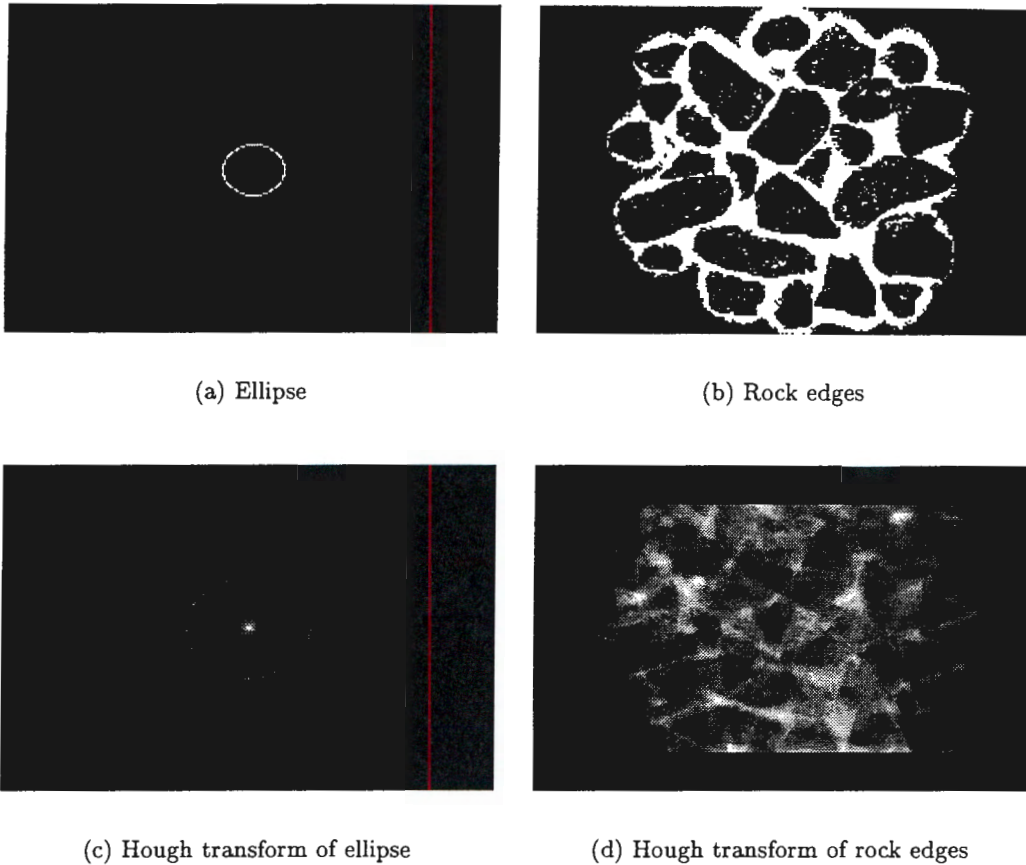 (a) Ellipse
(b) Rock edges
(c) Hough transform of ellipse
(d) Hough transform of rock edges